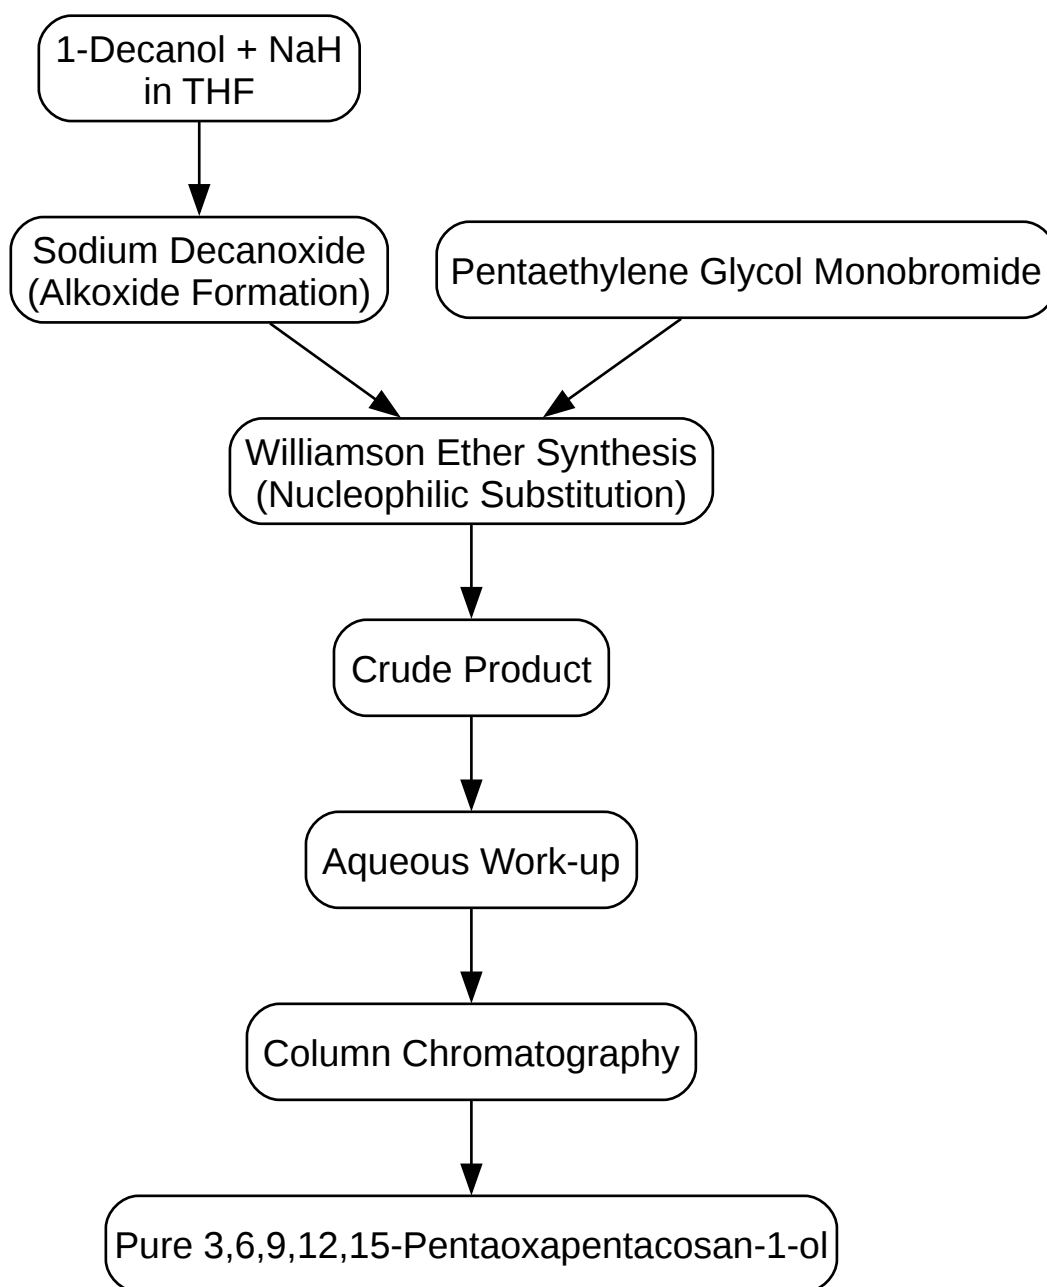 1-Decanol + NaH
in THF
Sodium Decanoxide
(Alkoxide Formation)
Pentaethylene Glycol Monobromide
Williamson Ether Synthesis
(Nucleophilic Substitution)
Crude Product
Aqueous Work-up
Column Chromatography
Pure 3,6,9,12,15-Pentaoxapentacosan-1-ol